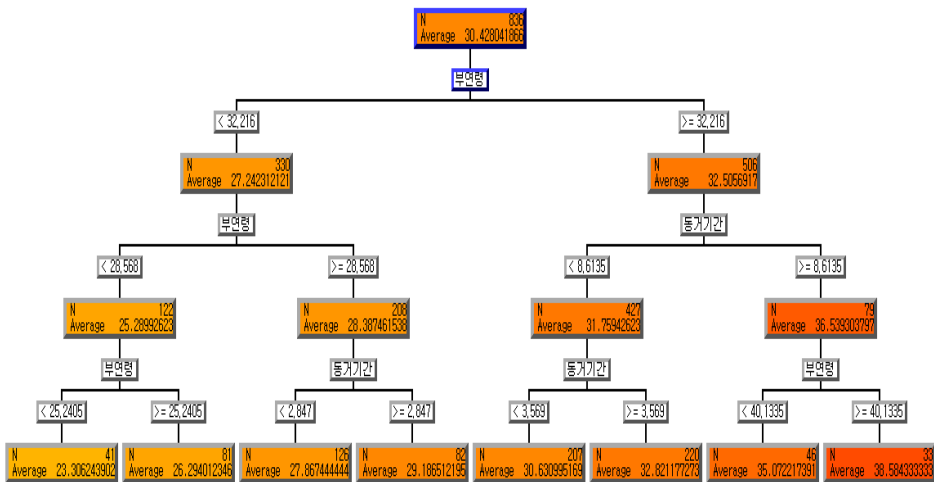 N 836
Average 30.428041866
부연령
< 32,216
>= 32,216
N 330
Average 27.242312121
N 506
Average 32.5056917
부연령
동거기간
< 28,568
>= 28,568
< 8,6135
>= 8,6135
N 122
Average 25.28992623
N 208
Average 28.387461538
N 427
Average 31.75942623
N 79
Average 36.539303797
부연령
동거기간
동거기간
부연령
< 25,2405
>= 25,2405
< 2,847
>= 2,847
< 3,569
>= 3,569
< 40,1335
>= 40,1335
N 41
Average 23.306243902
N 81
Average 26.294012346
N 126
Average 27.867444444
N 82
Average 29.186512195
N 207
Average 30.630995169
N 220
Average 32.821177273
N 46
Average 35.072217391
N 33
Average 38.584333333